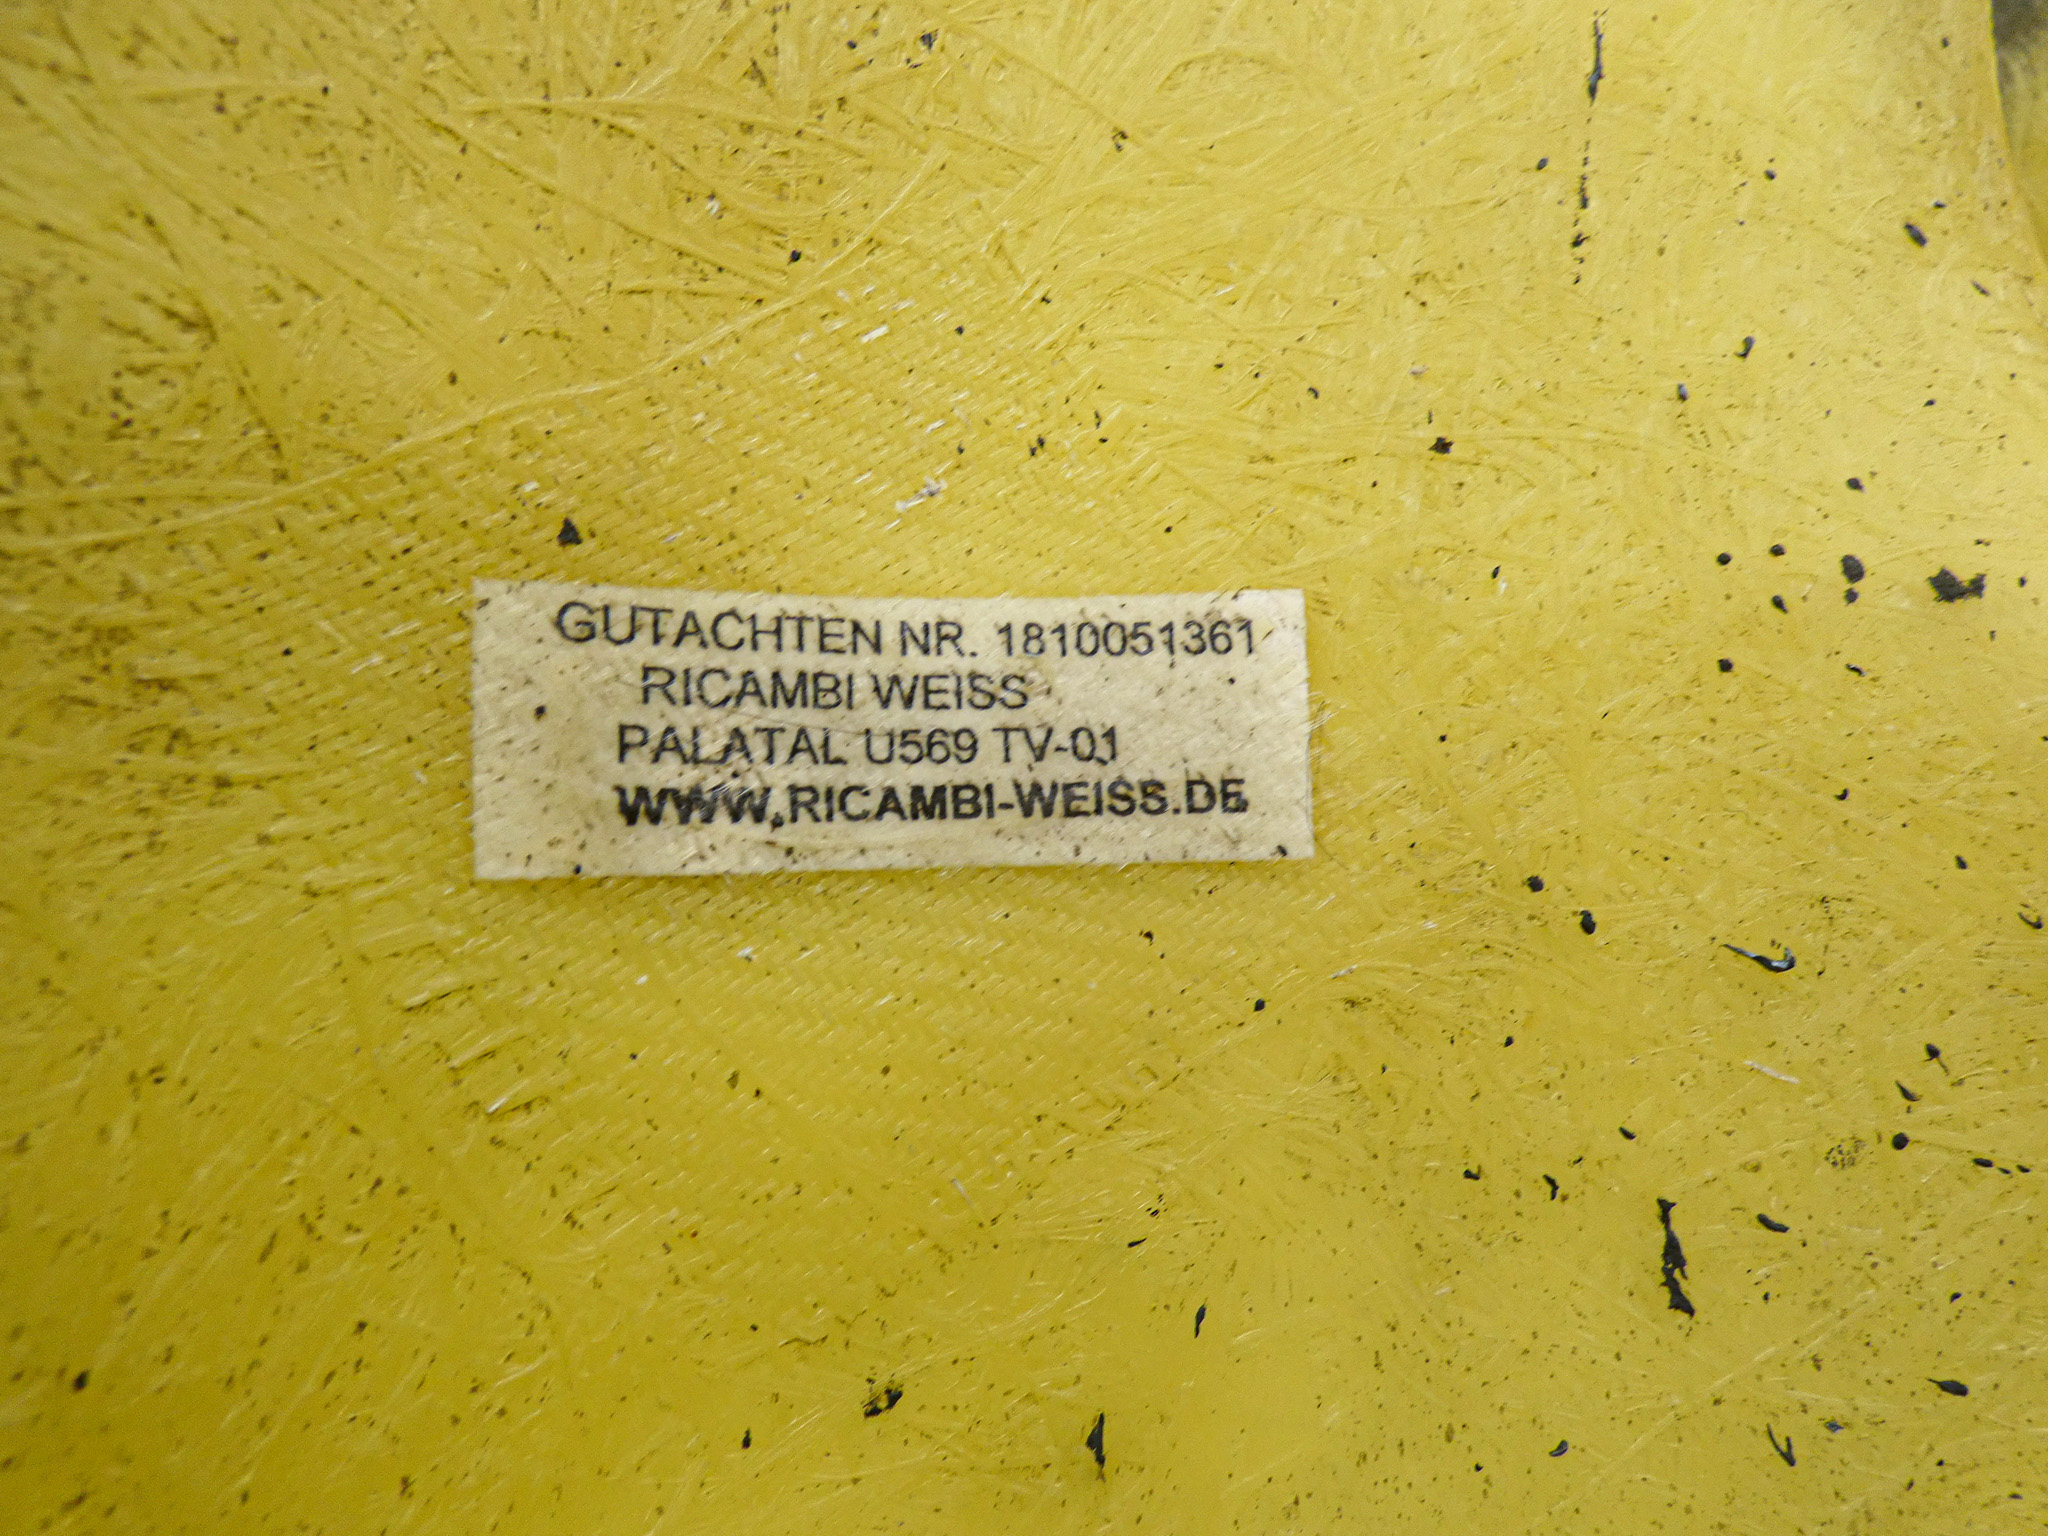 GUTACHTEN NR. 1810051361
RICAMBI WEISS
PALATAL U569 TV-01
WWW.RICAMBI-WEISS.DE